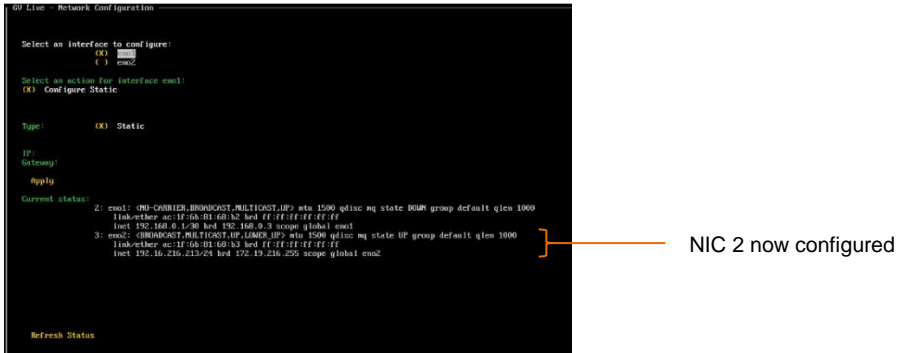 GV Live - Network Configuration
Select an interface to configure:
(X) eno1
( ) eno2
Select an action for interface eno1:
(X) Configure Static
Type: (X) Static
IP:
Gateway:
Apply
Current status:
2: eno1: <NO-CARRIER,BROADCAST,MULTICAST,UP> mtu 1500 qdisc mq state DOWN group default qlen 1000
link/ether ac:1f:6b:81:68:b2 brd ff:ff:ff:ff:ff:ff
inet 192.168.0.1/30 brd 192.168.0.3 scope global eno1
3: eno2: <BROADCAST,MULTICAST,UP,LOWER_UP> mtu 1500 qdisc mq state UP group default qlen 1000
link/ether ac:1f:6b:81:68:b3 brd ff:ff:ff:ff:ff:ff
inet 192.16.216.213/24 brd 172.19.216.255 scope global eno2
NIC 2 now configured
Refresh Status